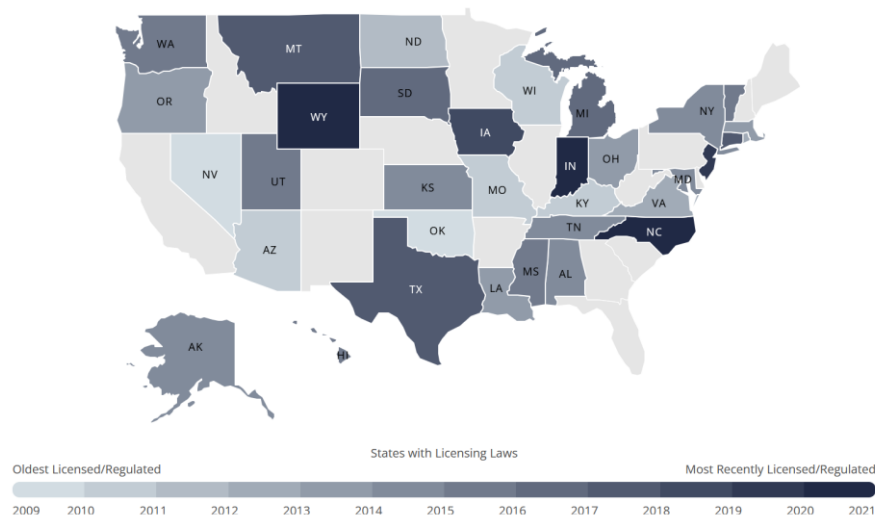 WA
MT
ND
OR
SD
WI
MI
NY
WY
IA
NV
UT
IN
OH
MD
KS
MO
KY
VA
AZ
OK
TN
NC
TX
LA
MS
AL
AK
HI
States with Licensing Laws
Oldest Licensed/Regulated Most Recently Licensed/Regulated
2009 2010 2011 2012 2013 2014 2015 2016 2017 2018 2019 2020 2021